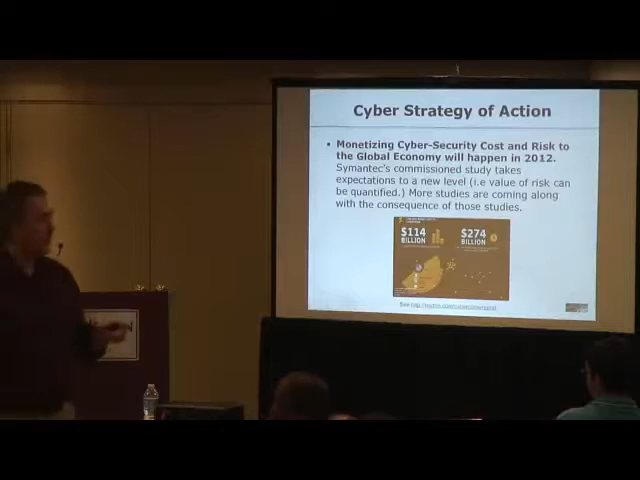 Cyber Strategy of Action
• Monetizing Cyber-Security Cost and Risk to
the Global Economy will happen in 2012.
Symantec's commissioned study takes
expectations to a new level (i.e value of risk can
be quantified.) More studies are coming along
with the consequence of those studies.
$114
BILLION
$274
BILLION